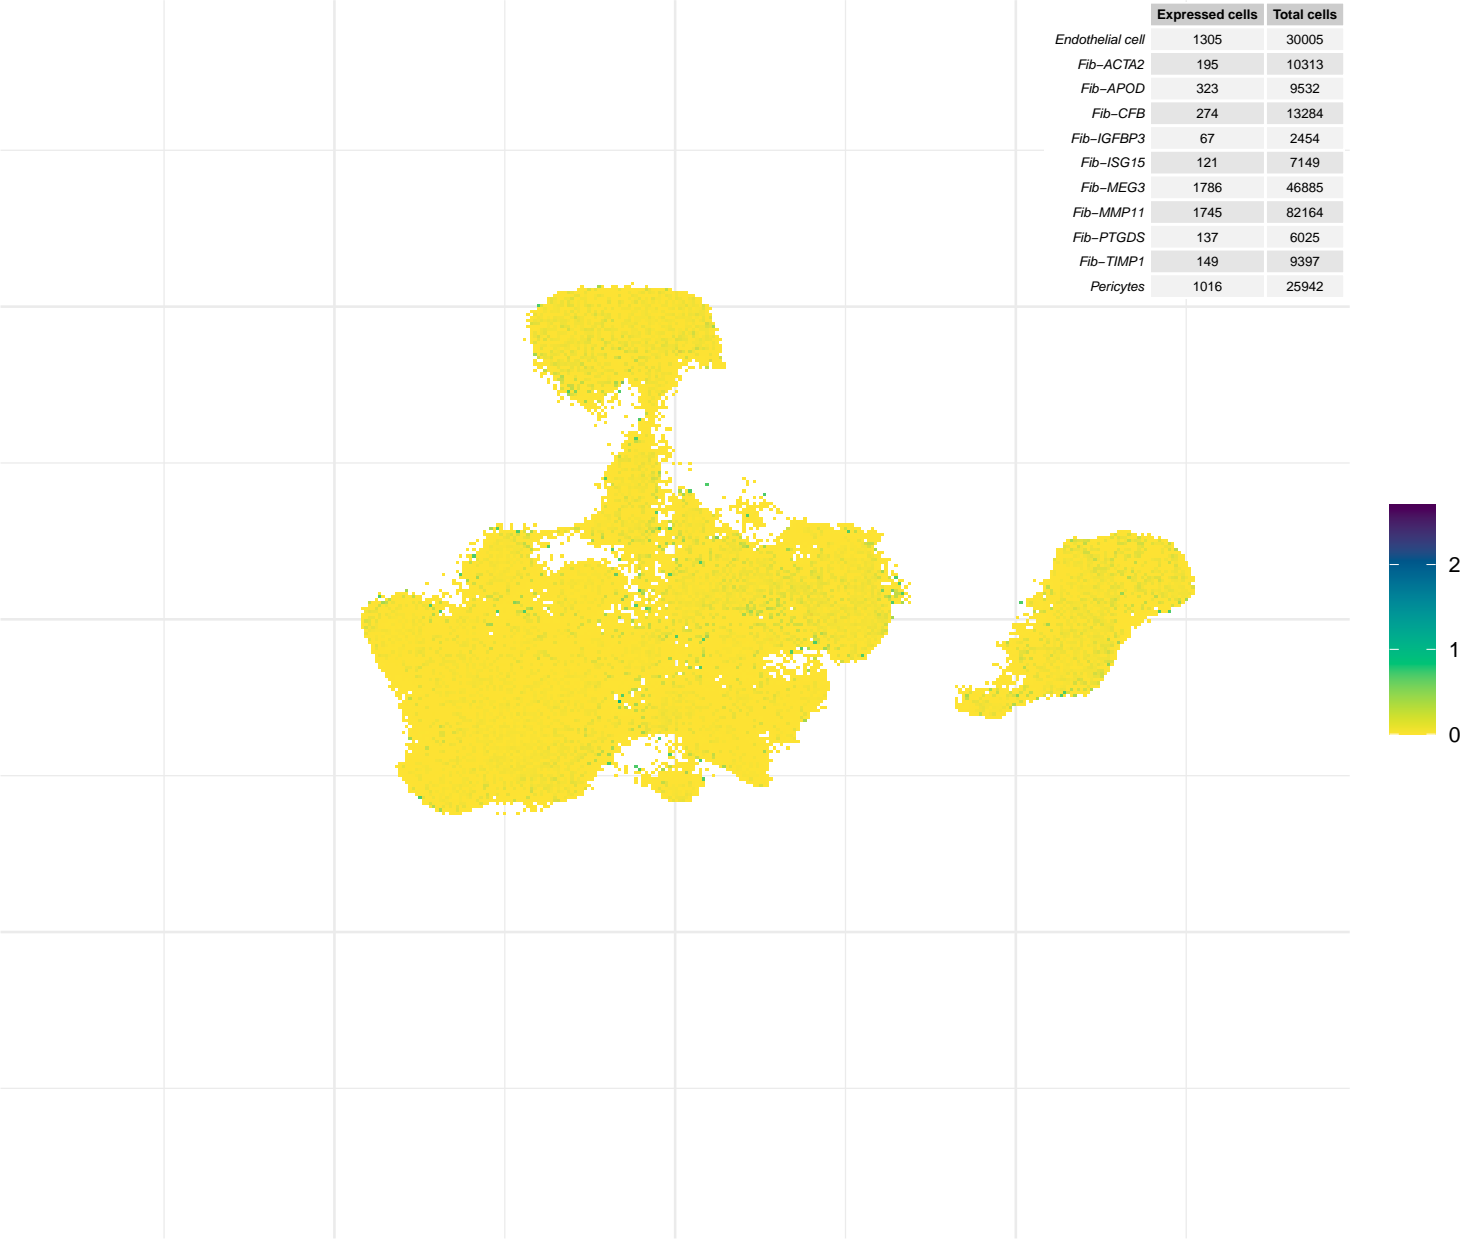 Expressed cells Total cells
Endothelial cell 1305 30005
Fib−ACTA2 195 10313
Fib−APOD 323 9532
Fib−CFB 274 13284
Fib−IGFBP3 67 2454
Fib−ISG15 121 7149
Fib−MEG3 1786 46885
Fib−MMP11 1745 82164
Fib−PTGDS 137 6025
Fib−TIMP1 149 9397
Pericytes 1016 25942
2
1
0